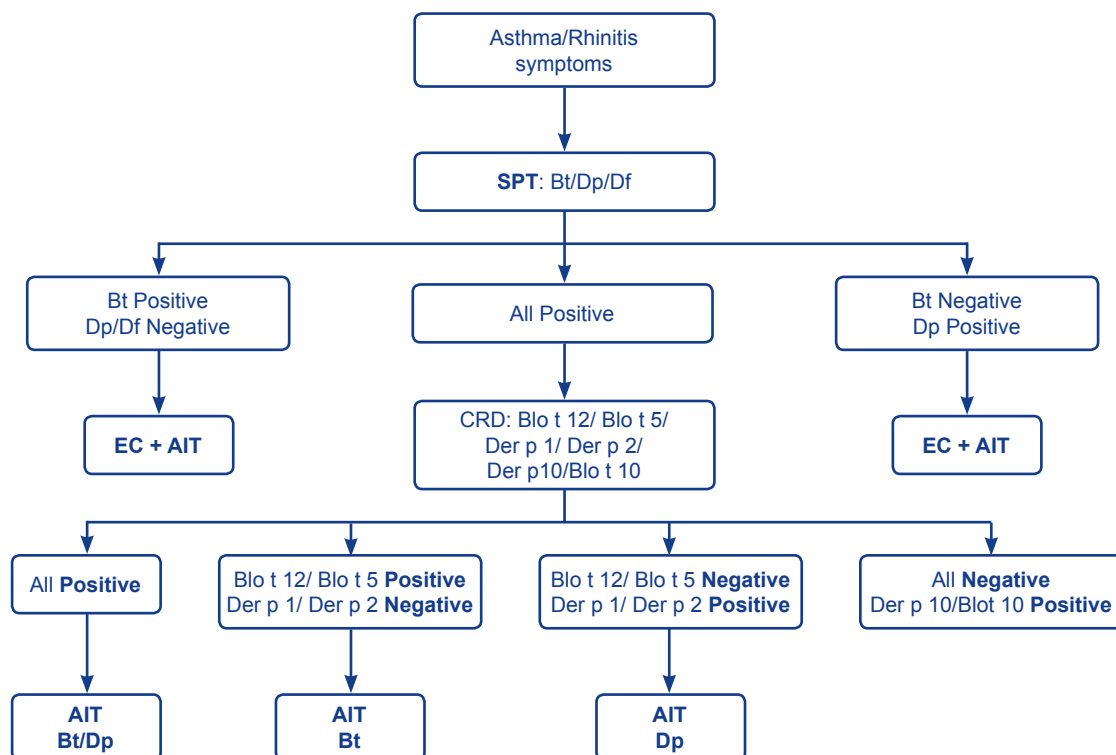 Asthma/Rhinitis
symptoms
SPT: Bt/Dp/Df
Bt Positive
Dp/Df Negative
All Positive
Bt Negative
Dp Positive
EC + AIT
CRD: Blo t 12/ Blo t 5/
Der p 1/ Der p 2/
Der p10/Blo t 10
EC + AIT
All Positive
Blo t 12/ Blo t 5 Positive
Der p 1/ Der p 2 Negative
Blo t 12/ Blo t 5 Negative
Der p 1/ Der p 2 Positive
All Negative
Der p 10/Blot 10 Positive
AIT
Bt/Dp
AIT
Bt
AIT
Dp